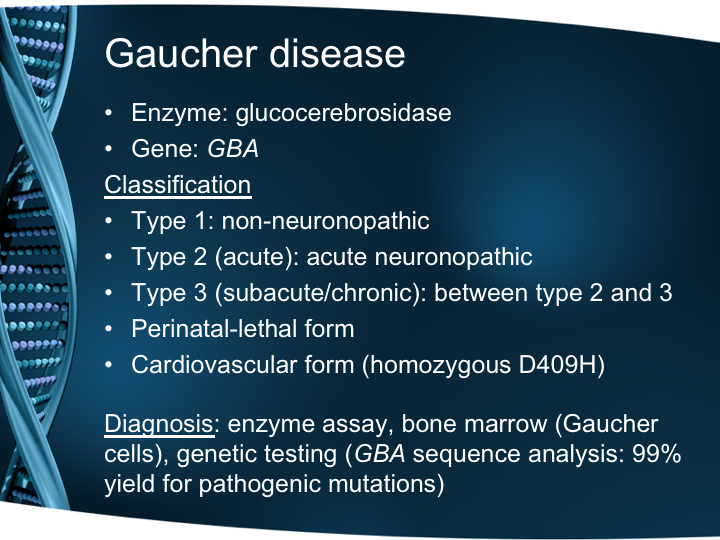 Gaucher disease
• Enzyme: glucocerebrosidase
• Gene: GBA
Classification
• Type 1: non-neuronopathic
• Type 2 (acute): acute neuronopathic
• Type 3 (subacute/chronic): between type 2 and 3
• Perinatal-lethal form
• Cardiovascular form (homozygous D409H)
Diagnosis: enzyme assay, bone marrow (Gaucher
cells), genetic testing (GBA sequence analysis: 99%
yield for pathogenic mutations)